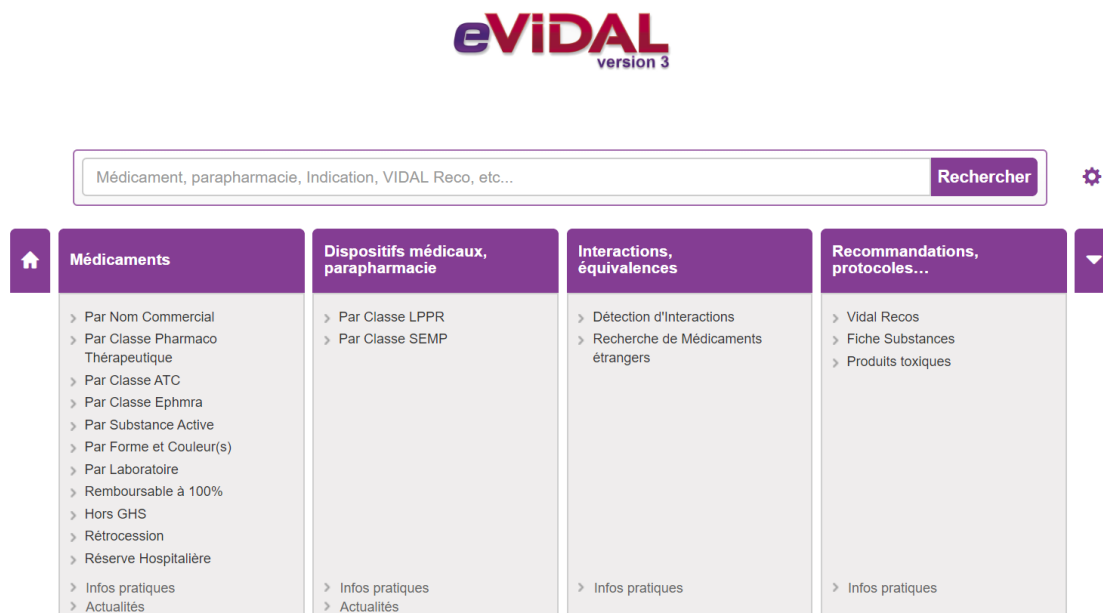 eViDAL
version 3
Médicament, parapharmacie, Indication, VIDAL Reco, etc...
Rechercher
Médicaments
Par Nom Commercial
Par Classe Pharmaco
Thérapeutique
Par Classe ATC
Par Classe Ephmra
Par Substance Active
Par Forme et Couleur(s)
Par Laboratoire
Remboursable à 100%
Hors GHS
Rétrocession
Réserve Hospitalière
Infos pratiques
Actualités
Dispositifs médicaux,
parapharmacie
Par Classe LPPR
Par Classe SEMP
Infos pratiques
Actualités
Interactions,
équivalences
Détection d'Interactions
Recherche de Médicaments
étrangers
Infos pratiques
Recommandations,
protocoles…
Vidal Recos
Fiche Substances
Produits toxiques
Infos pratiques